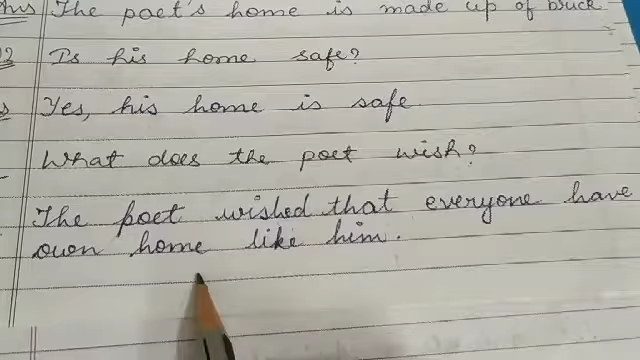 Ans The poet's home is made up of brick
Is his home safe?
Yes, his home is safe.
What does the poet wish?
The poet wished that everyone have
own home like him.